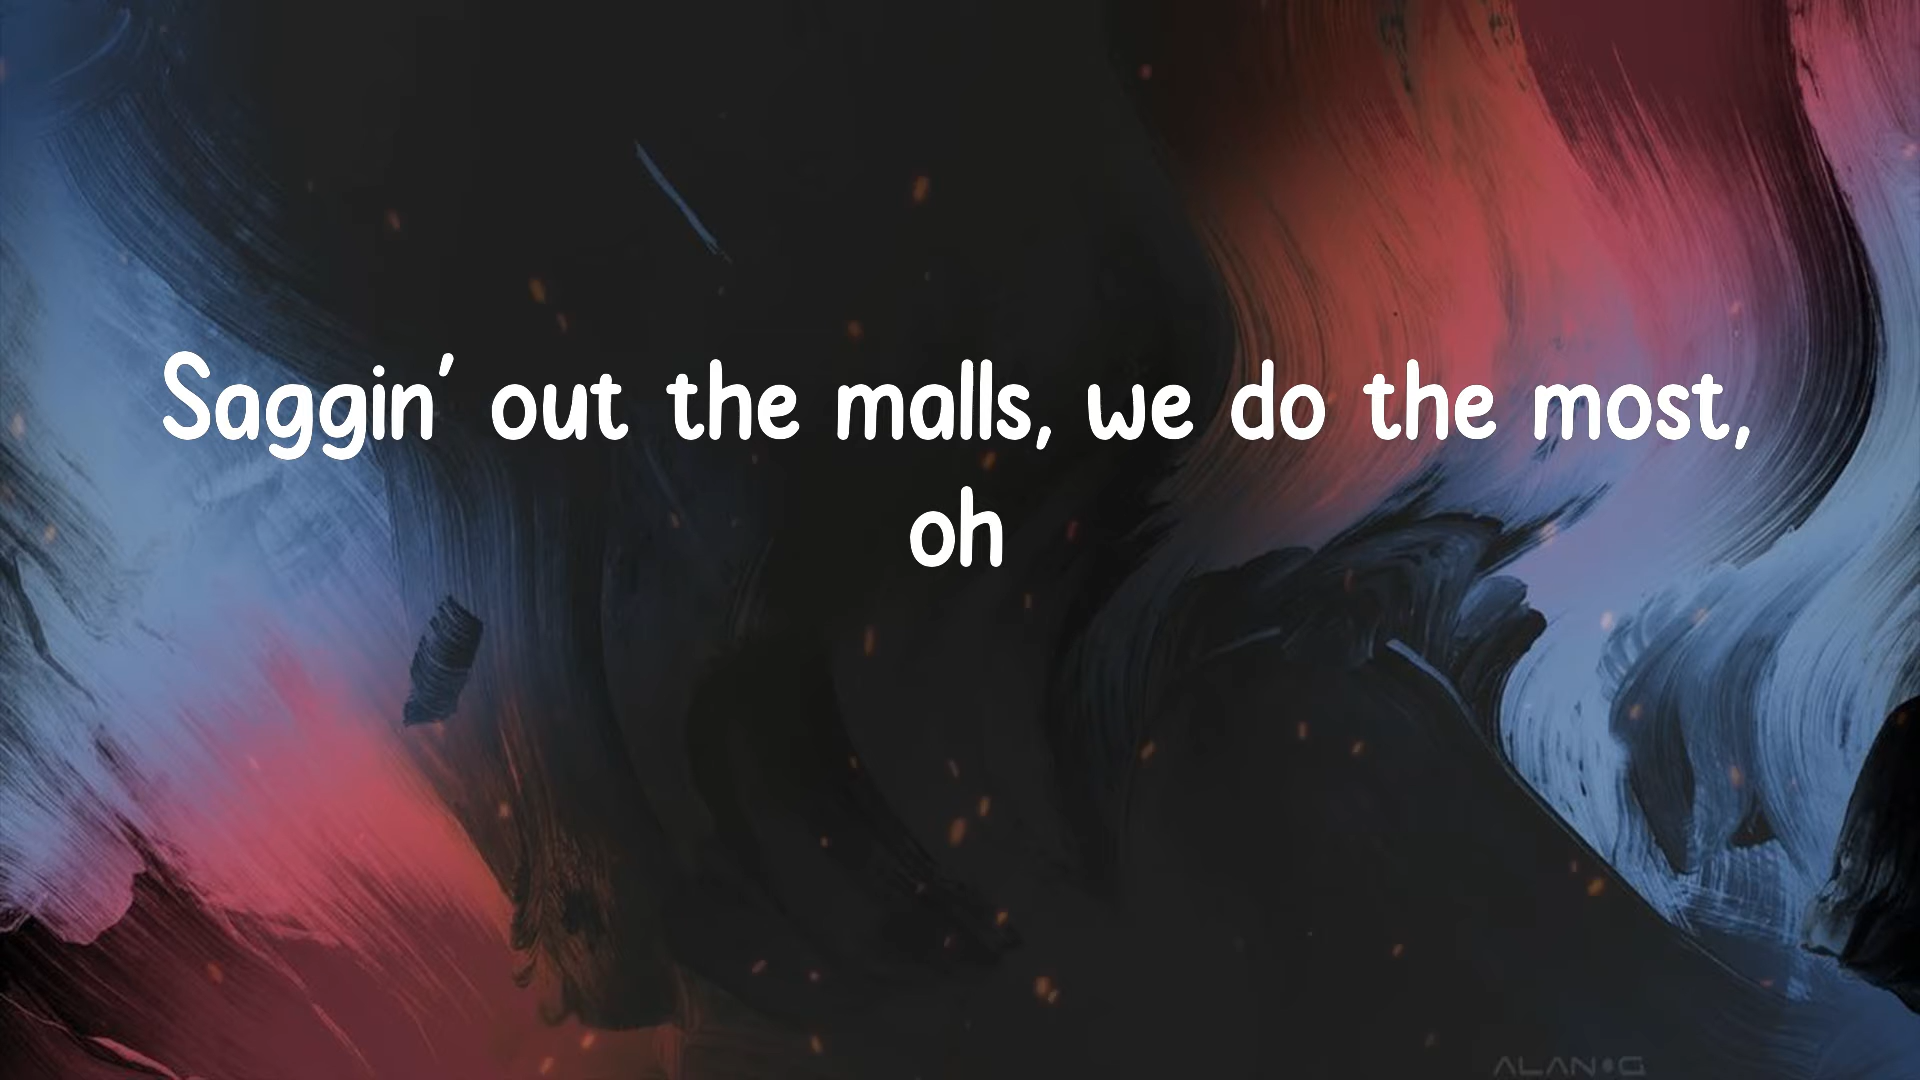 Saggin' out the malls, we do the most,
oh
ALAN G